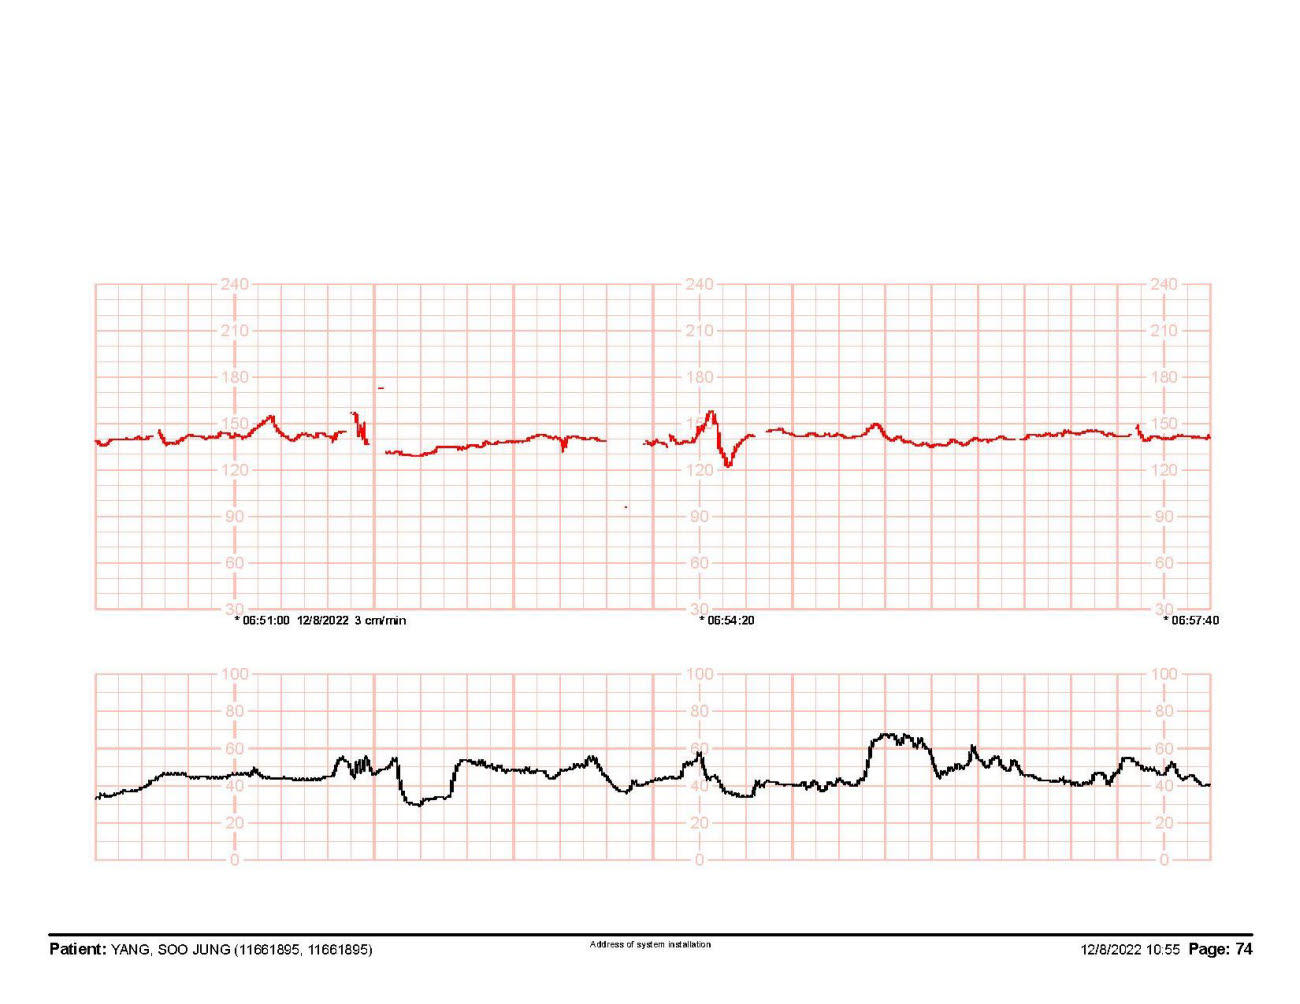 240 240 240
210 210 210
180 180 180
150 150 150
120 120 120
90 90 90
60 60 60
30 30 30
* 06:51:00 12/8/2022 3 cm/min * 06:54:20 * 06:57:40
100 100 100
80 80 80
60 60 60
40 40 40
20 20 20
0 0 0
Patient: YANG, SOO JUNG (11661895, 11661895) Address of system installation 12/8/2022 10:55 Page: 74